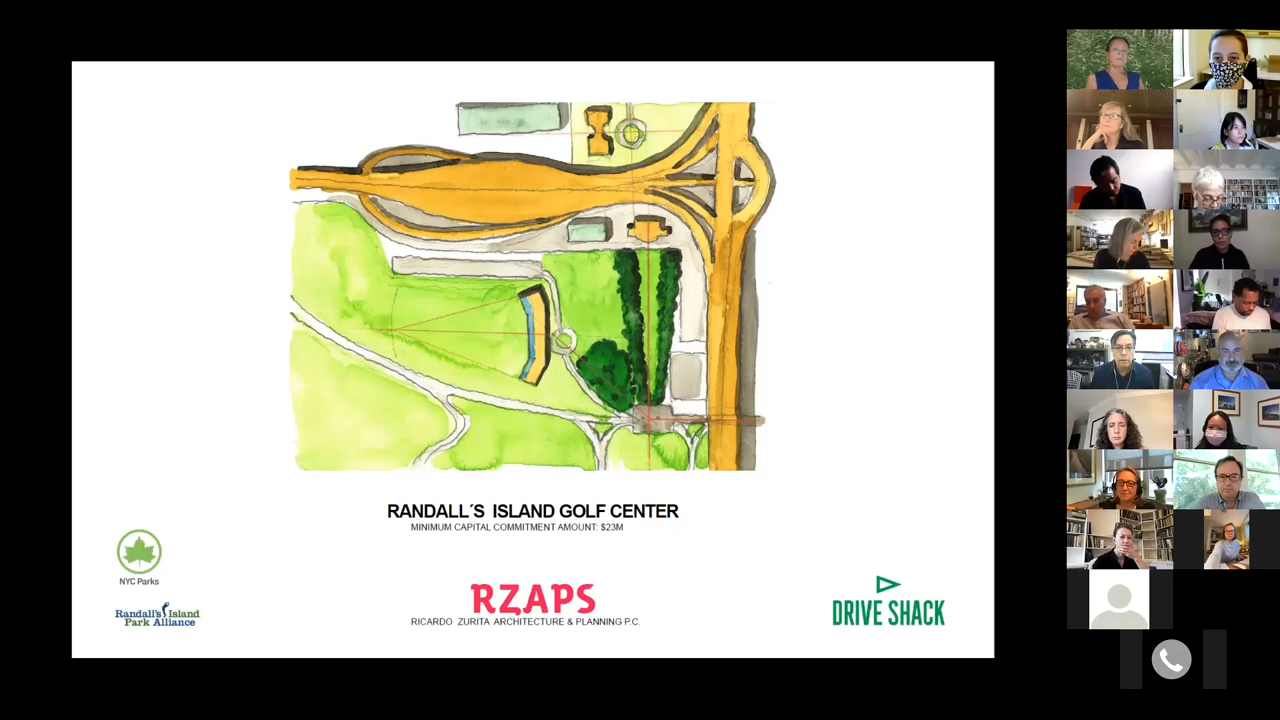 RANDALL´S ISLAND GOLF CENTER
MINIMUM CAPITAL COMMITMENT AMOUNT: $23M
NYC Parks
Randall's Island
Park Alliance
RZAPS
RICARDO ZURITA ARCHITECTURE & PLANNING P.C.
DRIVE SHACK